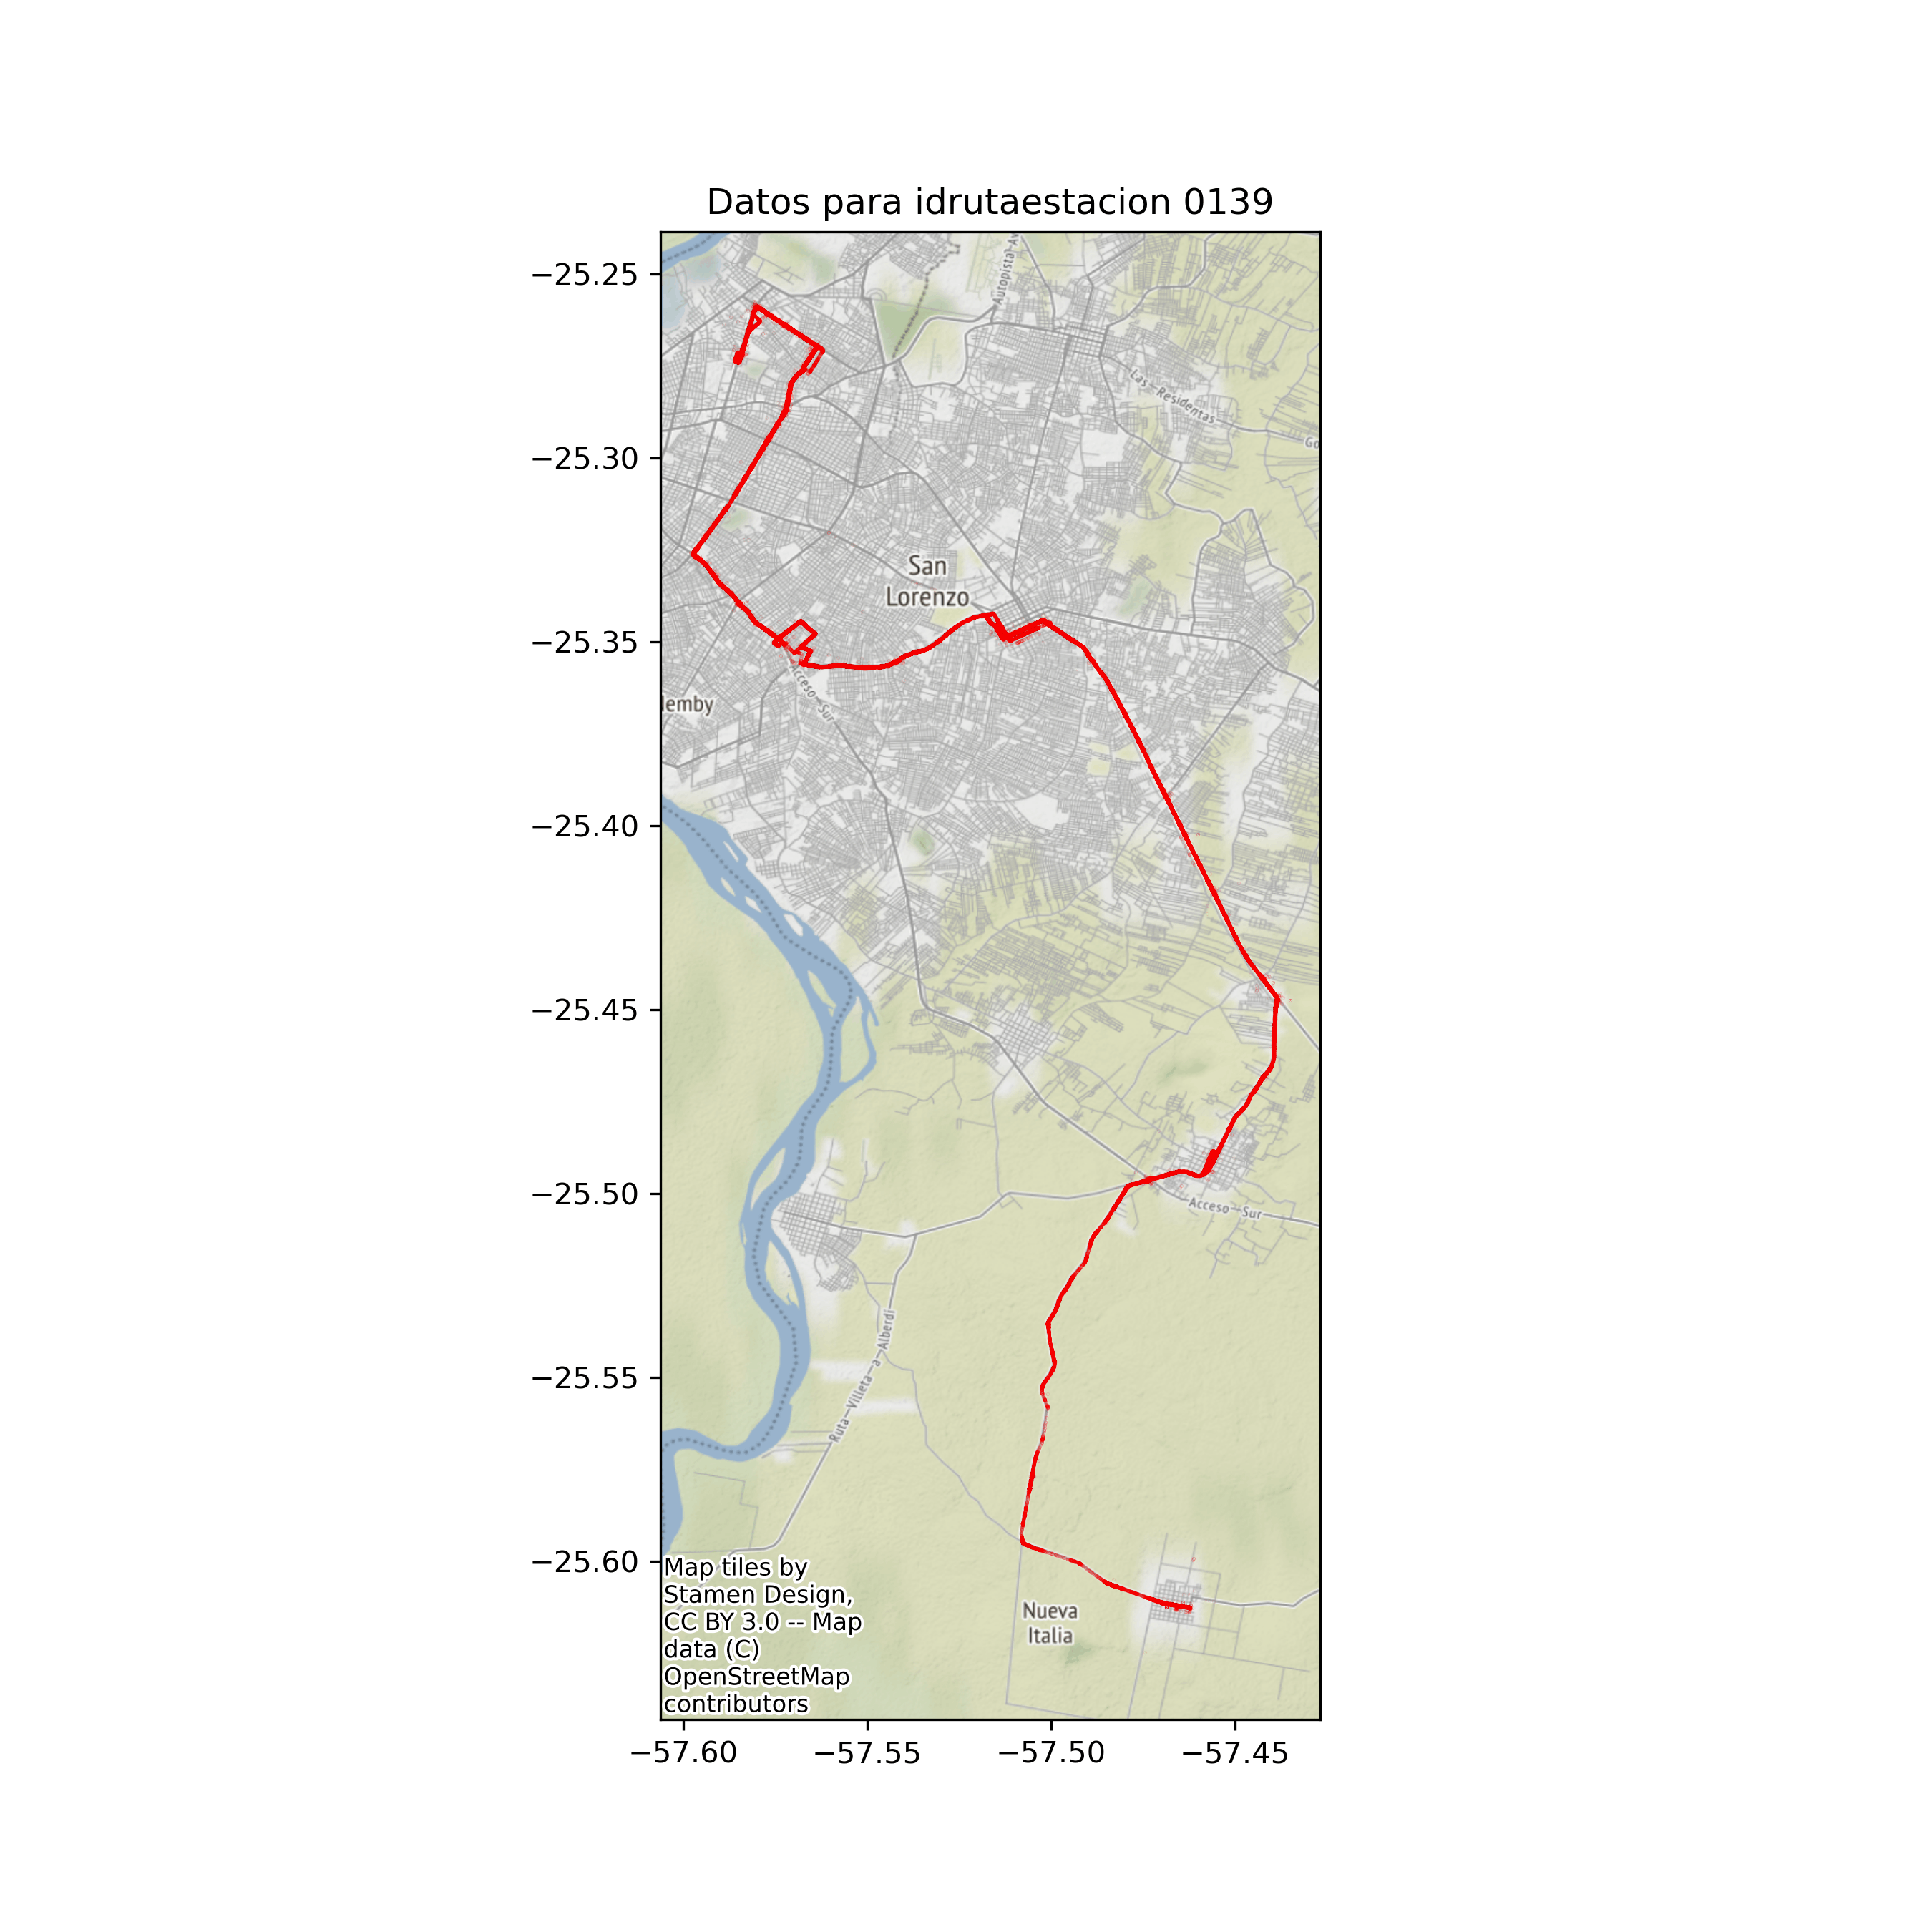 Datos para idrutaestacion 0139
−25.25
−25.30
−25.35
−25.40
−25.45
−25.50
−25.55
−25.60
Autopista-Av
Las-Residentas
Go
San
Lorenzo
lemby
Acceso-Sur
Acceso-Sur
Ruta-Villeta-a-Alberdi
Nueva
Italia
Map tiles by
Stamen Design,
CC BY 3.0 -- Map
data (C)
OpenStreetMap
contributors
−57.60
−57.55
−57.50
−57.45